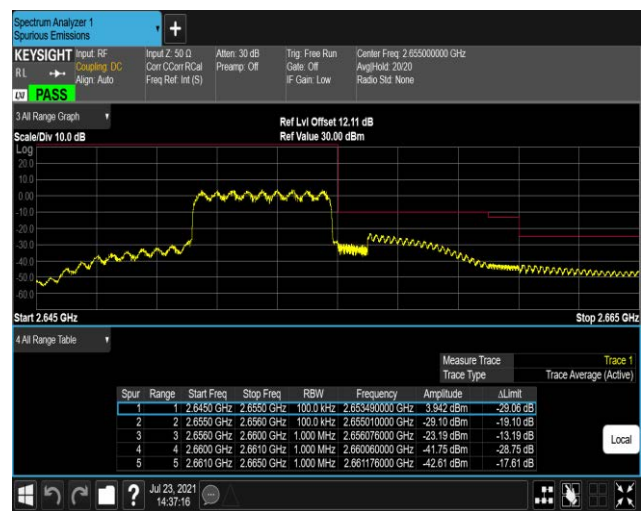 Spectrum Analyzer 1
Spurious Emissions
KEYSIGHT
RL
LXI
PASS
Input: RF
Coupling: DC
Align: Auto
Input Z: 50 Ω
Corr CCorr RCal
Freq Ref: Int (S)
Atten: 30 dB
Preamp: Off
Trig: Free Run
Gate: Off
IF Gain: Low
Center Freq: 2.655000000 GHz
Avg|Hold: 20/20
Radio Std: None
3 All Range Graph
Scale/Div 10.0 dB
Ref Lvl Offset 12.11 dB
Ref Value 30.00 dBm
Log
20.0
10.0
0.00
-10.0
-20.0
-30.0
-40.0
-50.0
-60.0
Start 2.645 GHz
Stop 2.665 GHz
4 All Range Table
Measure Trace Trace 1
Trace Type Trace Average (Active)
Spur Range Start Freq Stop Freq RBW Frequency Amplitude ΔLimit
1 1 2.6450 GHz 2.6550 GHz 100.0 kHz 2.653490000 GHz 3.942 dBm -29.06 dB
2 2 2.6550 GHz 2.6560 GHz 100.0 kHz 2.655010000 GHz -29.10 dBm -19.10 dB
3 3 2.6560 GHz 2.6600 GHz 1.000 MHz 2.656076000 GHz -23.19 dBm -13.19 dB
4 4 2.6600 GHz 2.6610 GHz 1.000 MHz 2.660060000 GHz -41.75 dBm -28.75 dB
5 5 2.6610 GHz 2.6650 GHz 1.000 MHz 2.661176000 GHz -42.61 dBm -17.61 dB
Local
?
Jul 23, 2021
14:37:16